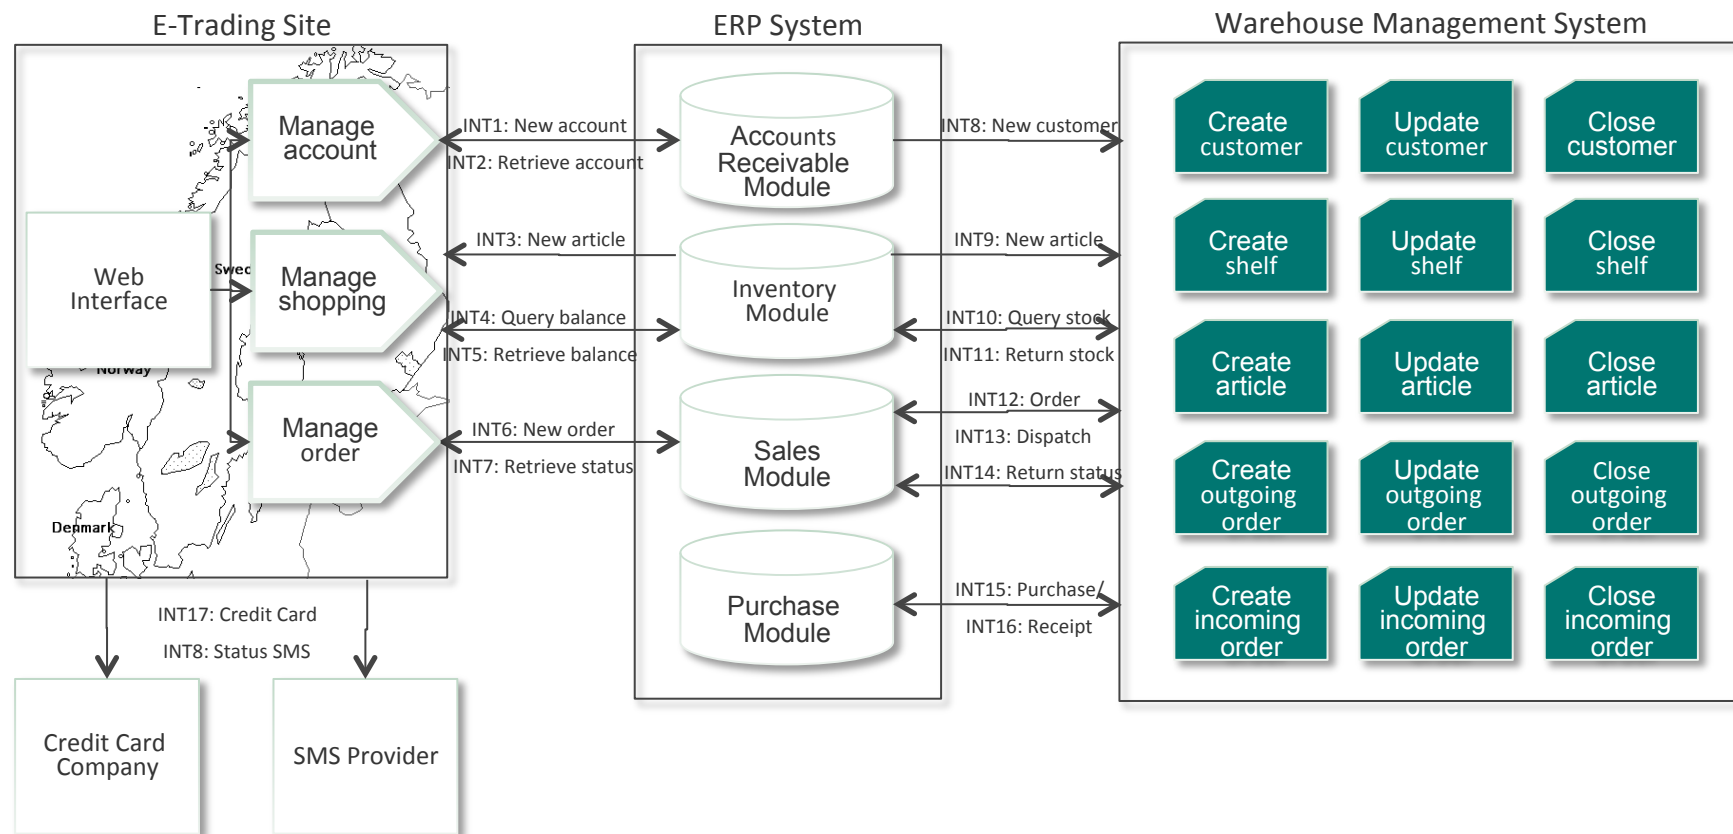 E-Trading Site
ERP System
Warehouse Management System
Manage
account
Web
Interface
Swed
Manage
shopping
Norway
Manage
order
Denmark
INT1: New account
INT2: Retrieve account
INT3: New article
INT4: Query balance
INT5: Retrieve balance
INT6: New order
INT7: Retrieve status
Accounts
Receivable
Module
Inventory
Module
Sales
Module
Purchase
Module
INT8: New customer
INT9: New article
INT10: Query stock
INT11: Return stock
INT12: Order
INT13: Dispatch
INT14: Return status
INT15: Purchase/
INT16: Receipt
Create
customer
Update
customer
Close
customer
Create
shelf
Update
shelf
Close
shelf
Create
article
Update
article
Close
article
Create
outgoing
order
Update
outgoing
order
Close
outgoing
order
Create
incoming
order
Update
incoming
order
Close
incoming
order
INT17: Credit Card
INT8: Status SMS
Credit Card
Company
SMS Provider